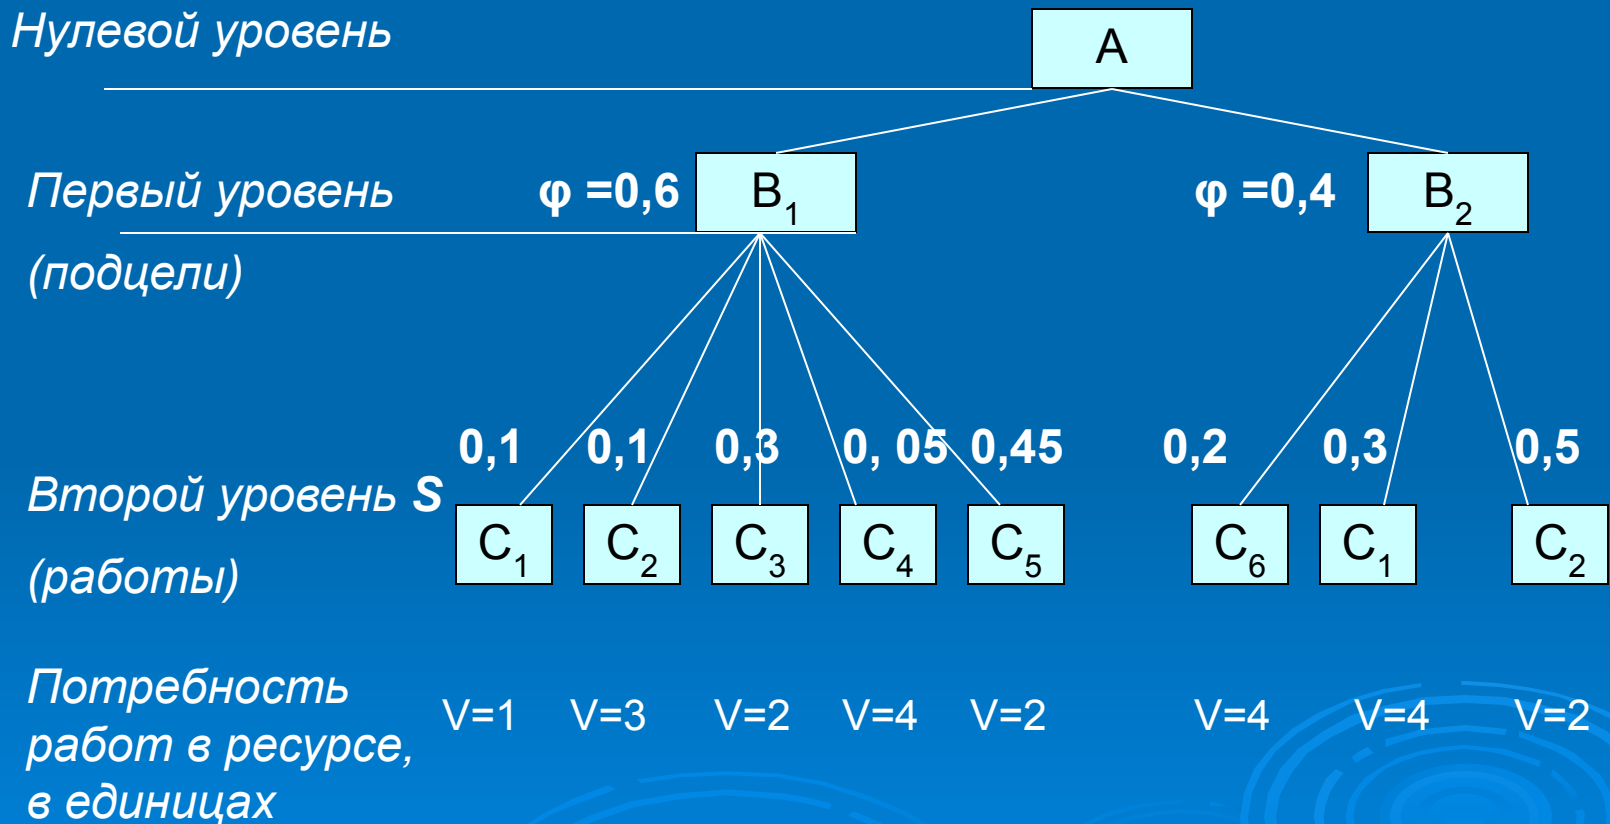 Нулевой уровень
A
Первый уровень
φ =0,6
B1
φ =0,4
B2
(подцели)
0,1 0,1 0,3 0, 05 0,45 0,2 0,3 0,5
Второй уровень S
C1 C2 C3 C4 C5 C6 C1 C2
(работы)
Потребность
работ в ресурсе,
в единицах
V=1 V=3 V=2 V=4 V=2 V=4 V=4 V=2